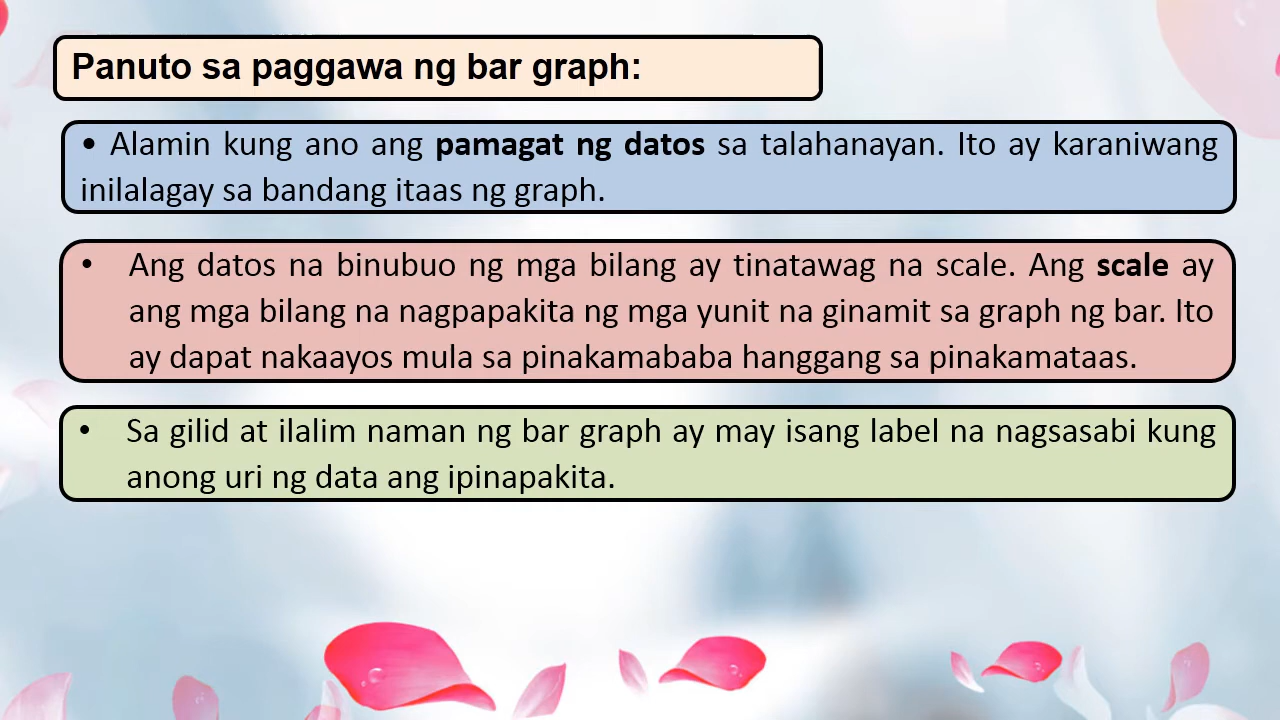 Panuto sa paggawa ng bar graph:
• Alamin kung ano ang pamagat ng datos sa talahanayan. Ito ay karaniwang
inilalagay sa bandang itaas ng graph.
• Ang datos na binubuo ng mga bilang ay tinatawag na scale. Ang scale ay
ang mga bilang na nagpapakita ng mga yunit na ginamit sa graph ng bar. Ito
ay dapat nakaayos mula sa pinakamababa hanggang sa pinakamataas.
• Sa gilid at ilalim naman ng bar graph ay may isang label na nagsasabi kung
anong uri ng data ang ipinapakita.